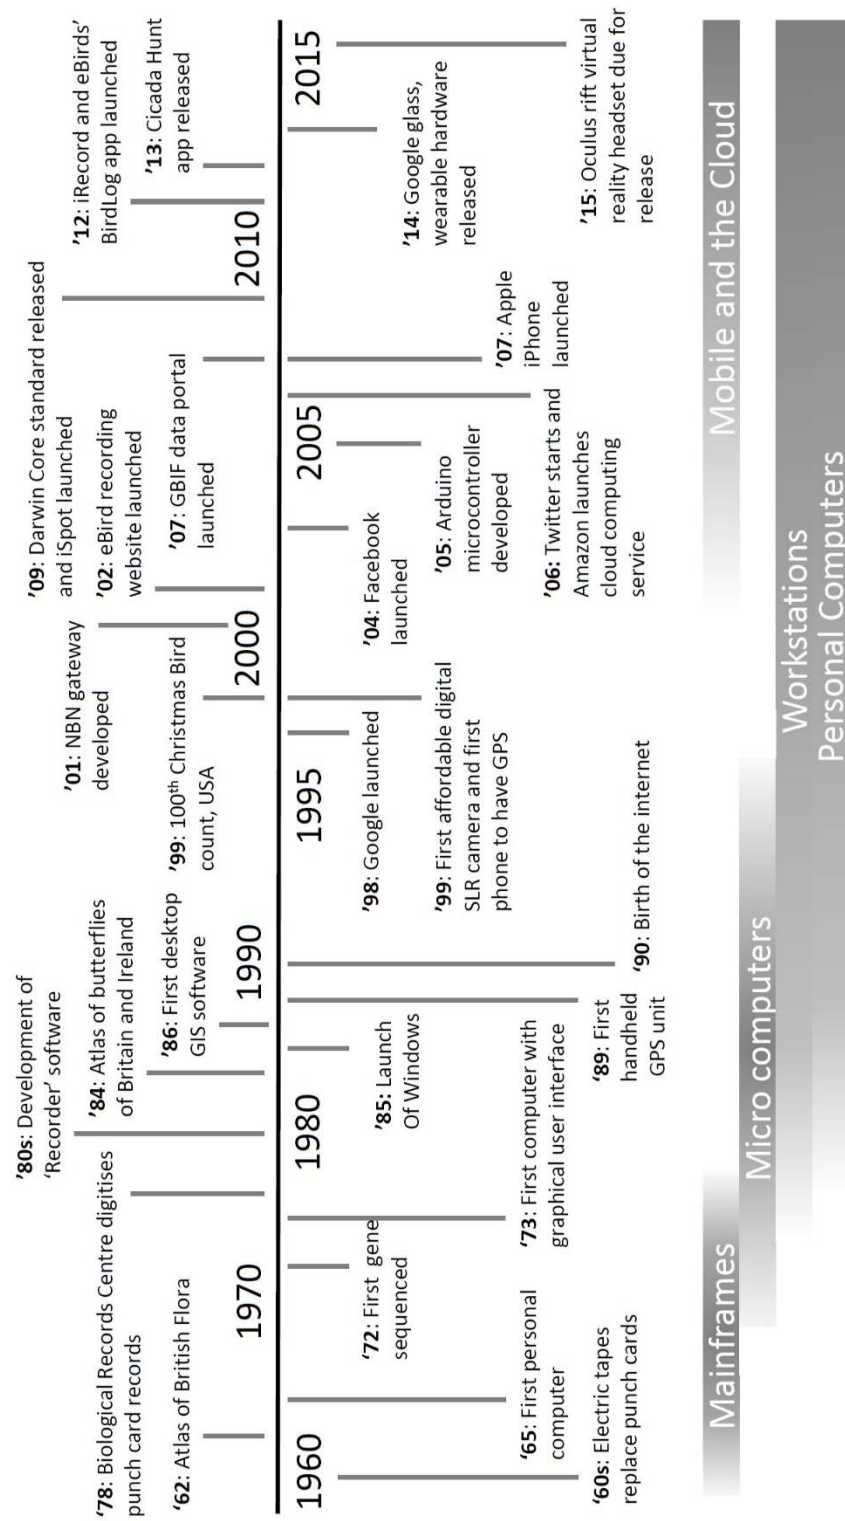 '80s: Development of
'Recorder' software
'78: Biological Records Centre digitises
punch card records
'62: Atlas of British Flora
'84: Atlas of butterflies
of Britain and Ireland
'86: First desktop
GIS software
'01: NBN gateway
developed
'99: 100th Christmas Bird
count, USA
'09: Darwin Core standard released
and iSpot launched
'02: eBird recording
website launched
'07: GBIF data portal
launched
'12: iRecord and eBirds'
BirdLog app launched
'13: Cicada Hunt
app released
1960
1970
1980
1990
1995
2000
2005
2010
2015
'60s: Electric tapes
replace punch cards
'65: First personal
computer
'72: First gene
sequenced
'73: First computer with
graphical user interface
'85: Launch
Of Windows
'89: First
handheld
GPS unit
'90: Birth of the internet
'98: Google launched
'99: First affordable digital
SLR camera and first
phone to have GPS
'04: Facebook
launched
'05: Arduino
microcontroller
developed
'06: Twitter starts and
Amazon launches
cloud computing
service
'07: Apple
iPhone
launched
'14: Google glass,
wearable hardware
released
'15: Oculus rift virtual
reality headset due for
release
Mainframes
Mobile and the Cloud
Micro computers
Workstations
Personal Computers